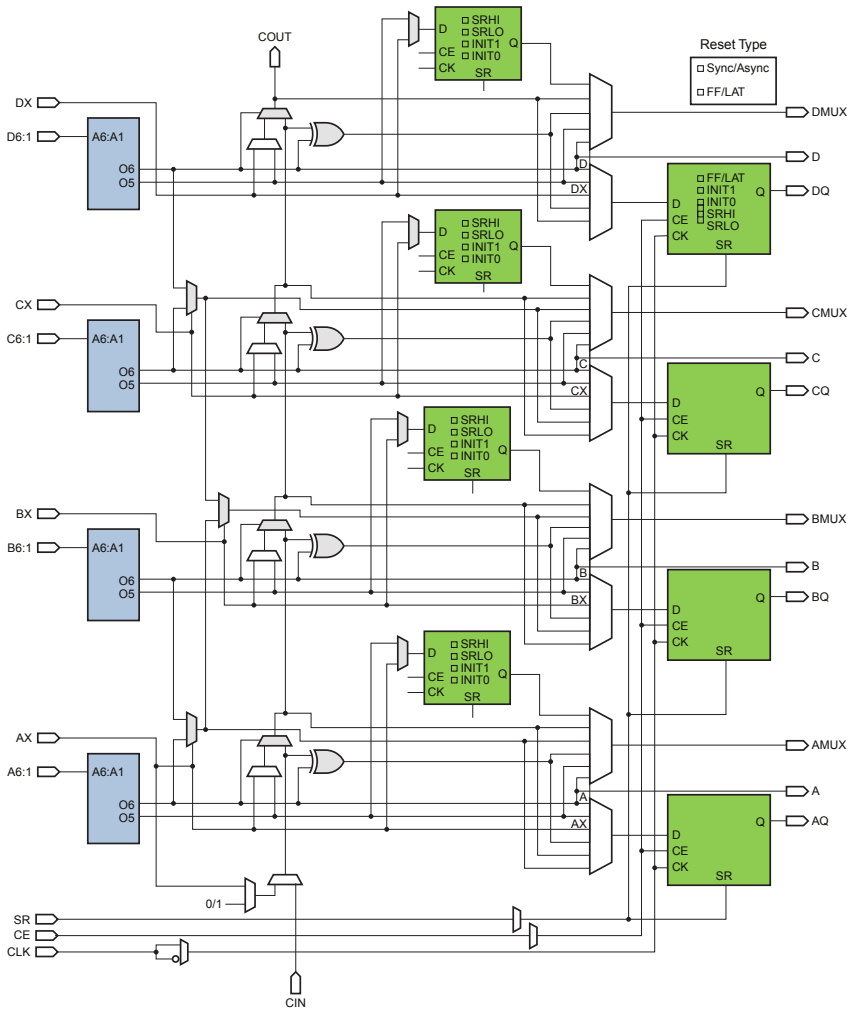 COUT
Reset Type
Sync/Async
FF/LAT
SRHI
SRLO
INIT1
INIT0
D
CE
CK
Q
SR
DX
D6:1
A6:A1
O6
O5
D
DX
DMUX
D
DQ
FF/LAT
INIT1
INIT0
SRHI
SRLO
D
CE
CK
Q
SR
SRHI
SRLO
INIT1
INIT0
D
CE
CK
Q
SR
CX
C6:1
A6:A1
O6
O5
C
CX
CMUX
C
CQ
D
CE
CK
Q
SR
SRHI
SRLO
INIT1
INIT0
D
CE
CK
Q
SR
BX
B6:1
A6:A1
O6
O5
B
BX
BMUX
B
BQ
D
CE
CK
Q
SR
SRHI
SRLO
INIT1
INIT0
D
CE
CK
Q
SR
AX
A6:1
A6:A1
O6
O5
A
AX
AMUX
A
AQ
D
CE
CK
Q
SR
0/1
SR
CE
CLK
CIN